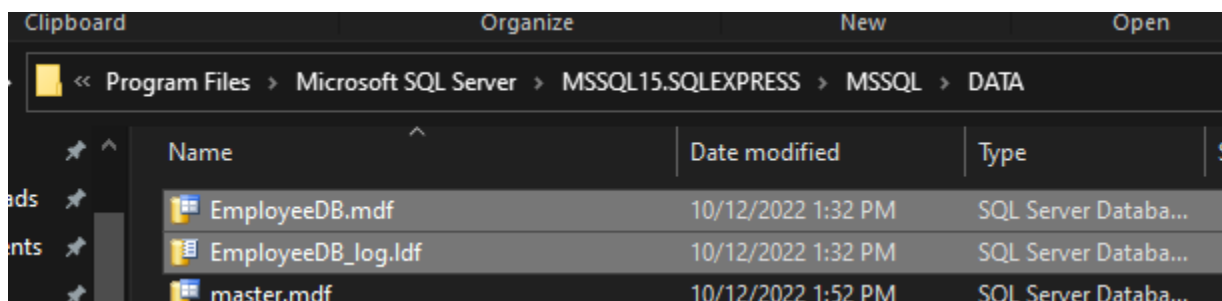 Clipboard Organize New Open
« Program Files > Microsoft SQL Server > MSSQL15.SQLEXPRESS > MSSQL > DATA
Name Date modified Type
ads EmployeeDB.mdf 10/12/2022 1:32 PM SQL Server Databa...
ents EmployeeDB_log.ldf 10/12/2022 1:32 PM SQL Server Databa...
master.mdf 10/12/2022 1:52 PM SQL Server Databa...